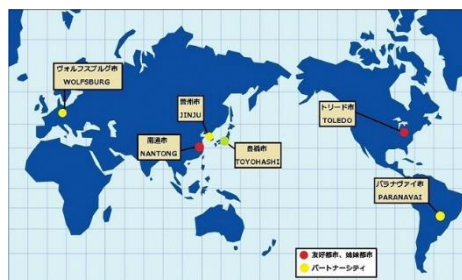 ヴォルフスブルグ市
WOLFSBURG
晋州市
JINJU
南通市
NANTONG
豊橋市
TOYOHASHI
トリード市
TOLEDO
パラナヴァイ市
PARANAVAI
友好都市、姉妹都市
パートナーシティ